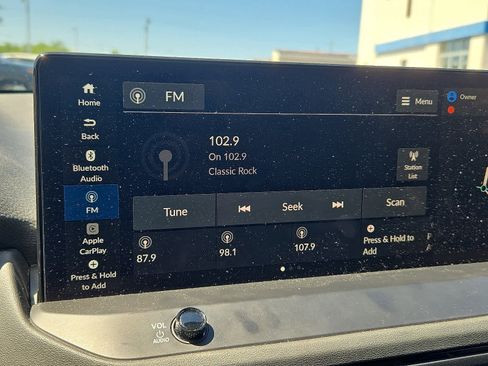 Home
Back
Bluetooth
Audio
FM
Apple
CarPlay
Press & Hold
to Add
FM
Menu
Owner
102.9
On 102.9
Classic Rock
Station
List
Tune
Seek
Scan
87.9
98.1
107.9
Press & Hold to
Add
P
A
VOL
AUDIO